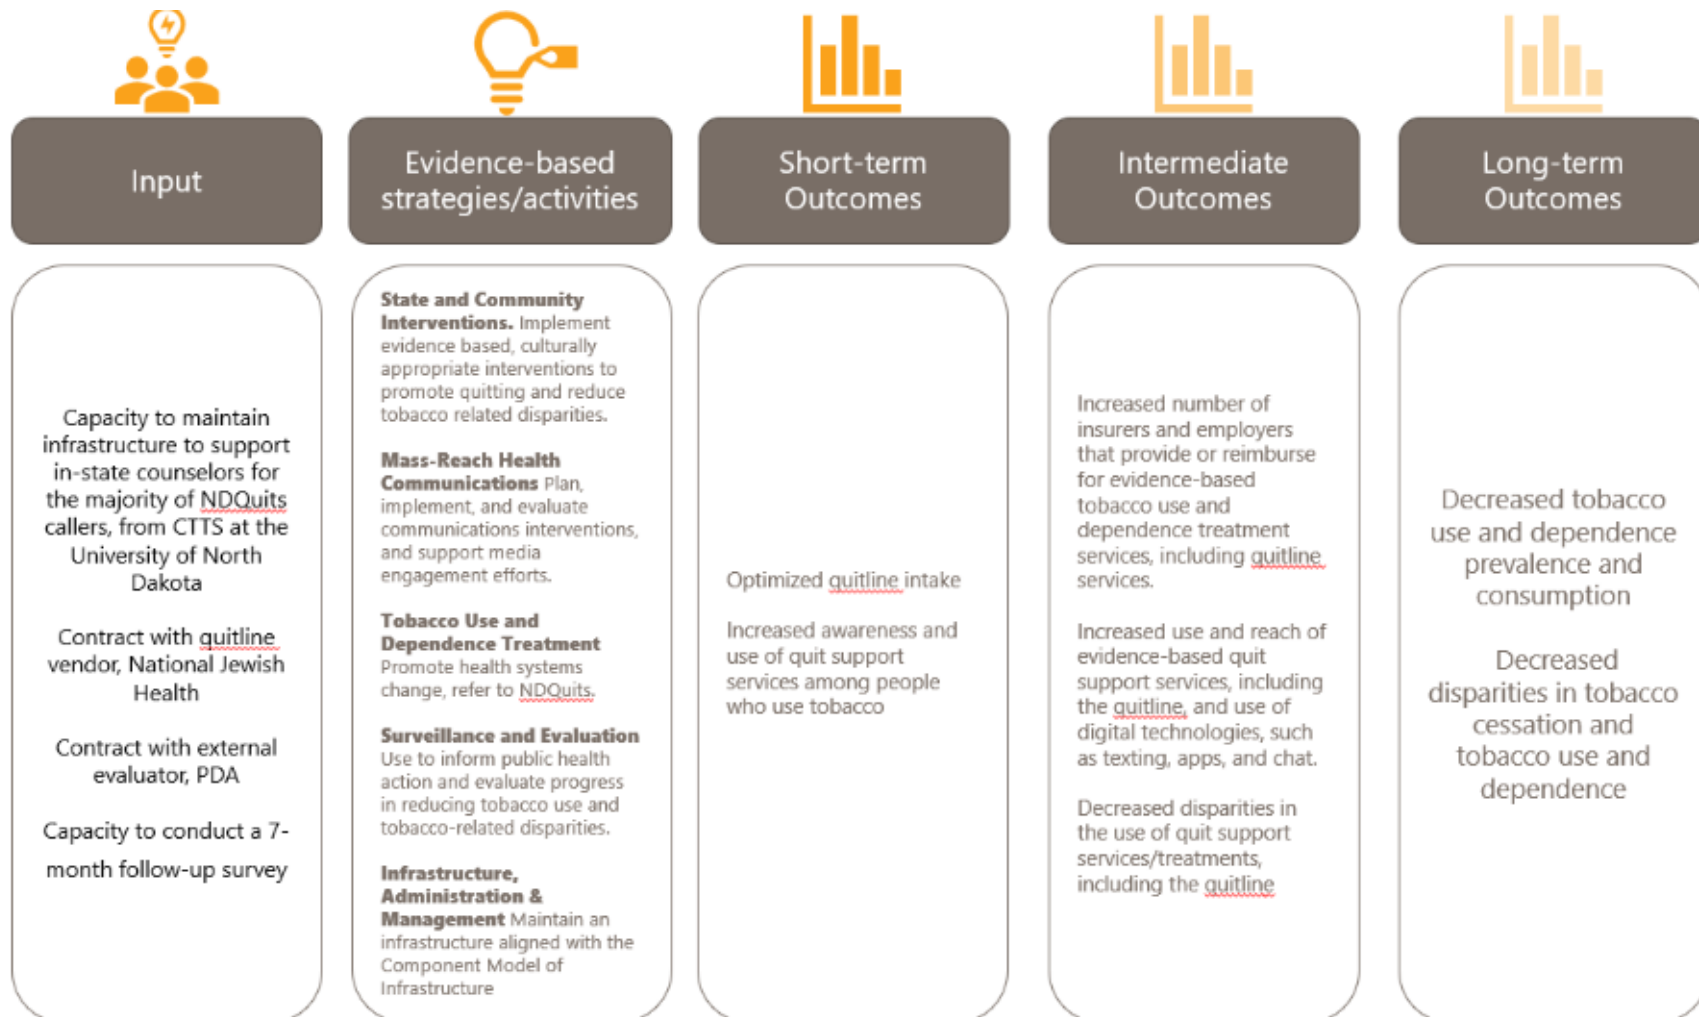 Input
Evidence-based
strategies/activities
Short-term
Outcomes
Intermediate
Outcomes
Long-term
Outcomes
Capacity to maintain
infrastructure to support
in-state counselors for
the majority of NDQuits
callers, from CTTS at the
University of North
Dakota
Contract with quitline
vendor, National Jewish
Health
Contract with external
evaluator, PDA
Capacity to conduct a 7-
month follow-up survey
State and Community
Interventions. Implement
evidence based, culturally
appropriate interventions to
promote quitting and reduce
tobacco related disparities.
Mass-Reach Health
Communications Plan,
implement, and evaluate
communications interventions,
and support media
engagement efforts.
Tobacco Use and
Dependence Treatment
Promote health systems
change, refer to NDQuits.
Surveillance and Evaluation
Use to inform public health
action and evaluate progress
in reducing tobacco use and
tobacco-related disparities.
Infrastructure,
Administration &
Management Maintain an
infrastructure aligned with the
Component Model of
Infrastructure
Optimized quitline intake
Increased awareness and
use of quit support
services among people
who use tobacco
Increased number of
insurers and employers
that provide or reimburse
for evidence-based
tobacco use and
dependence treatment
services, including quitline
services.
Increased use and reach of
evidence-based quit
support services, including
the quitline, and use of
digital technologies, such
as texting, apps, and chat.
Decreased disparities in
the use of quit support
services/treatments,
including the quitline
Decreased tobacco
use and dependence
prevalence and
consumption
Decreased
disparities in tobacco
cessation and
tobacco use and
dependence